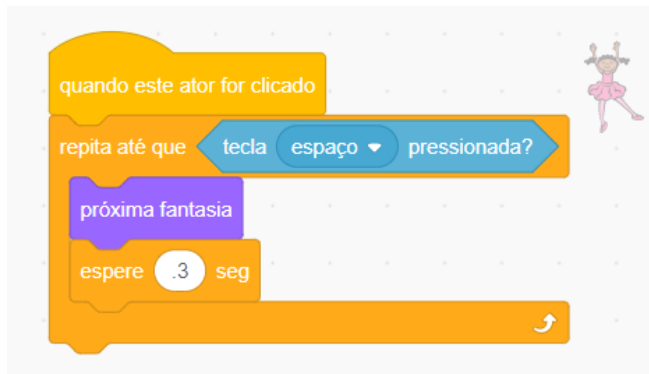 quando este ator for clicado
repita até que tecla espaço pressionada?
próxima fantasia
espere .3 seg